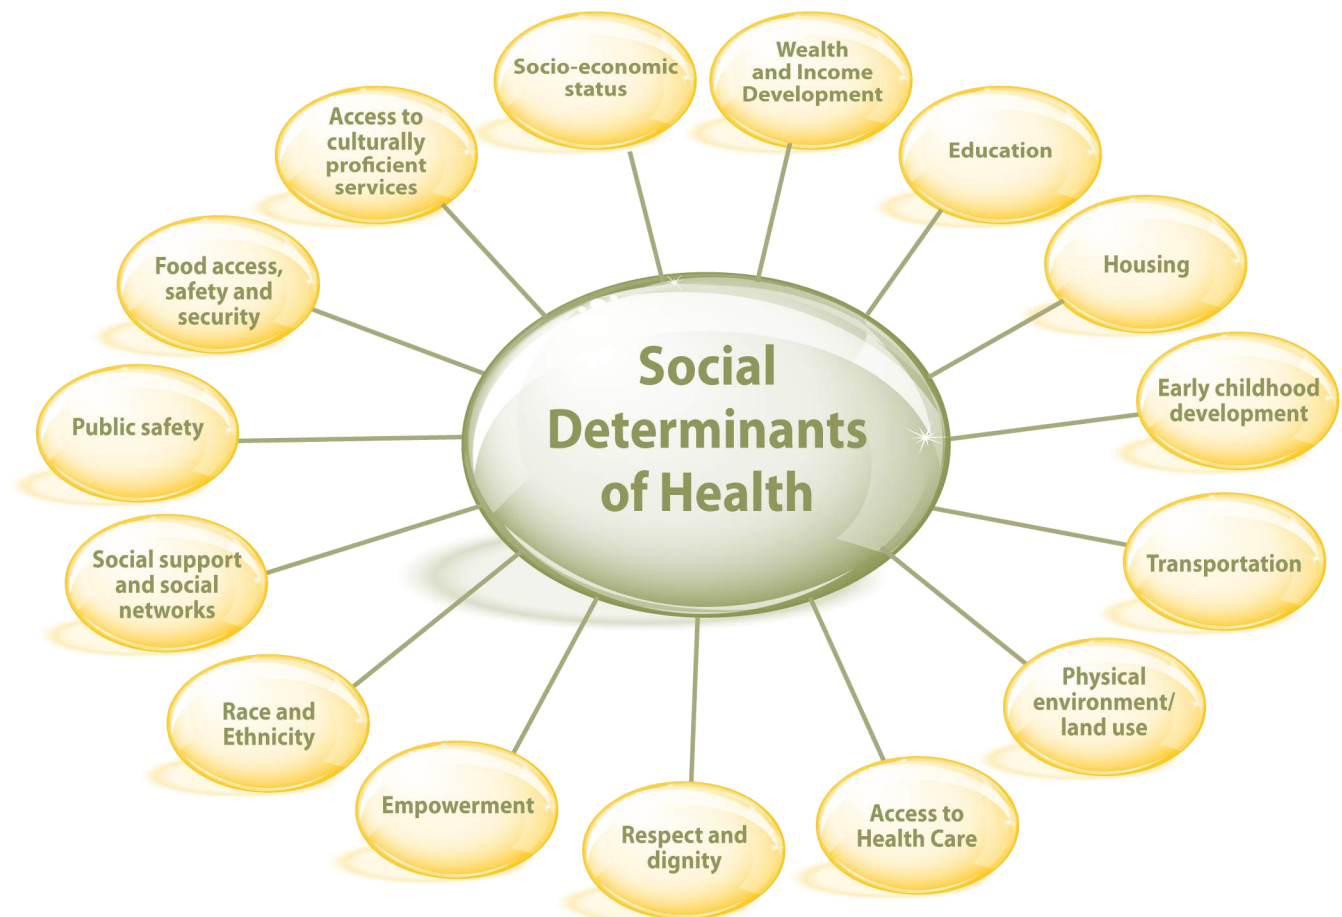 Social
Determinants
of Health
Socio-economic
status
Wealth
and Income
Development
Education
Housing
Early childhood
development
Transportation
Physical
environment/
land use
Access to
Health Care
Respect and
dignity
Empowerment
Race and
Ethnicity
Social support
and social
networks
Public safety
Food access,
safety and
security
Access to
culturally
proficient
services